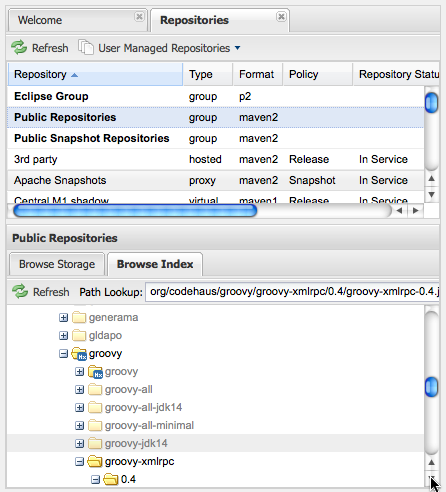 Welcome Repositories
Refresh User Managed Repositories
Repository Type Format Policy Repository Statu
Eclipse Group group p2
Public Repositories group maven2
Public Snapshot Repositories group maven2
3rd party hosted maven2 Release In Service
Apache Snapshots proxy maven2 Snapshot In Service
Central M1 shadow virtual maven1 Release In Service
Public Repositories
Browse Storage Browse Index
Refresh Path Lookup: org/codehaus/groovy/groovy-xmlrpc/0.4/groovy-xmlrpc-0.4.j
generama
gldapo
groovy
groovy
groovy-all
groovy-all-jdk14
groovy-all-minimal
groovy-jdk14
groovy-xmlrpc
0.4